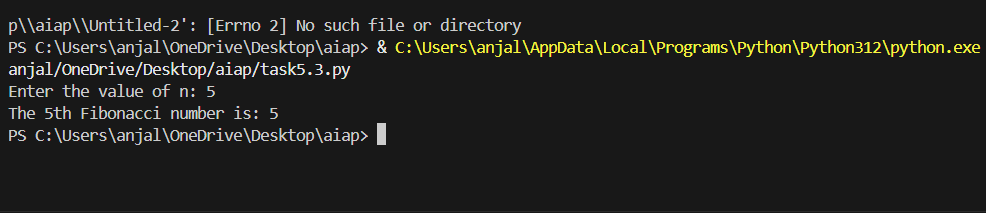 p\\aiap\\Untitled-2': [Errno 2] No such file or directory
PS C:\Users\anjal\OneDrive\Desktop\aiap> & C:\Users\anjal\AppData\Local\Programs\Python\Python312\python.exe
anjal/OneDrive/Desktop/aiap/task5.3.py
Enter the value of n: 5
The 5th Fibonacci number is: 5
PS C:\Users\anjal\OneDrive\Desktop\aiap>